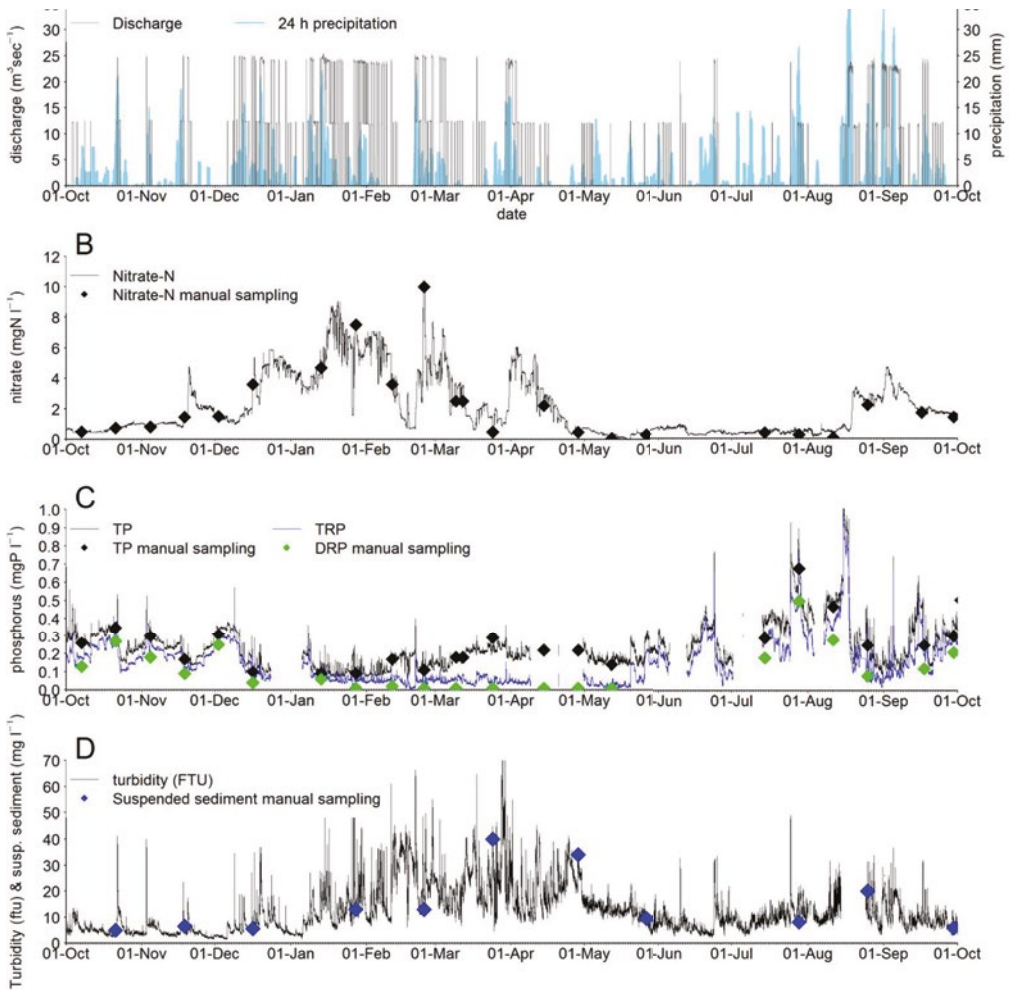 discharge (m³sec⁻¹)
30
25
20
15
10
5
0
Discharge 24 h precipitation
30
25
20
15
10
5
0
precipitation (mm)
01-Oct 01-Nov 01-Dec 01-Jan 01-Feb 01-Mar 01-Apr 01-May 01-Jun 01-Jul 01-Aug 01-Sep 01-Oct
date
B
nitrate (mgN l⁻¹)
12
10
8
6
4
2
0
Nitrate-N
Nitrate-N manual sampling
01-Oct 01-Nov 01-Dec 01-Jan 01-Feb 01-Mar 01-Apr 01-May 01-Jun 01-Jul 01-Aug 01-Sep 01-Oct
C
phosphorus (mgP l⁻¹)
1.0
0.9
0.8
0.7
0.6
0.5
0.4
0.3
0.2
0.1
0.0
TP TRP
TP manual sampling DRP manual sampling
01-Oct 01-Nov 01-Dec 01-Jan 01-Feb 01-Mar 01-Apr 01-May 01-Jun 01-Jul 01-Aug 01-Sep 01-Oct
D
Turbidity (ftu) & susp. sediment (mg l⁻¹)
70
60
50
40
30
20
10
0
turbidity (FTU)
Suspended sediment manual sampling
01-Oct 01-Nov 01-Dec 01-Jan 01-Feb 01-Mar 01-Apr 01-May 01-Jun 01-Jul 01-Aug 01-Sep 01-Oct